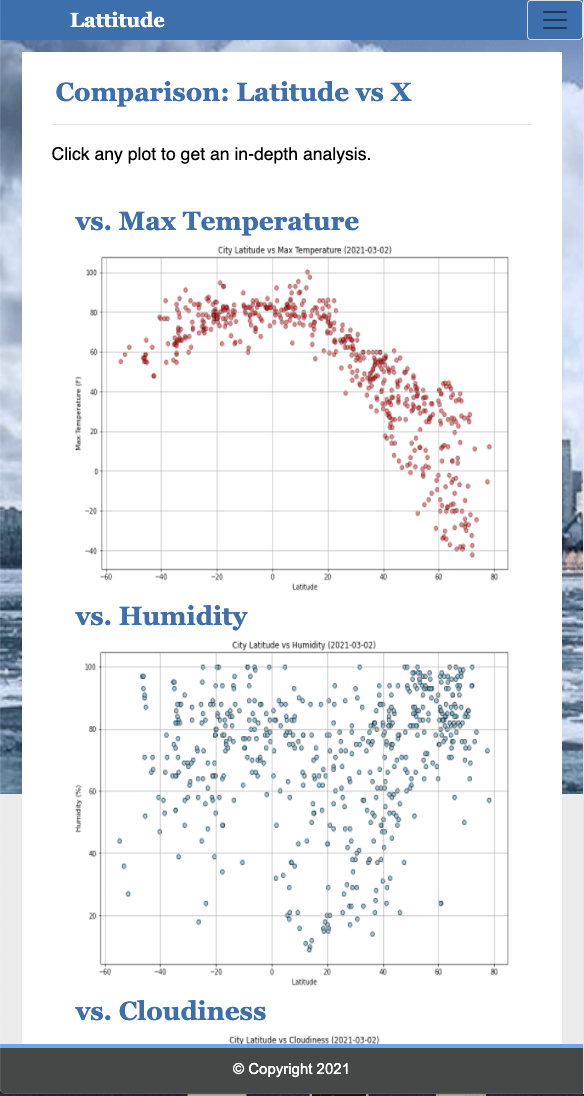 Lattitude
Comparison: Latitude vs X
Click any plot to get an in-depth analysis.
vs. Max Temperature
City Latitude vs Max Temperature (2021-03-02)
100
80
60
40
20
0
−20
−40
Max Temperature (F)
−60 −40 −20 0 20 40 60 80
Latitude
vs. Humidity
City Latitude vs Humidity (2021-03-02)
100
80
60
40
20
Humidity (%)
−60 −40 −20 0 20 40 60 80
Latitude
vs. Cloudiness
City Latitude vs Cloudiness (2021-03-02)
© Copyright 2021